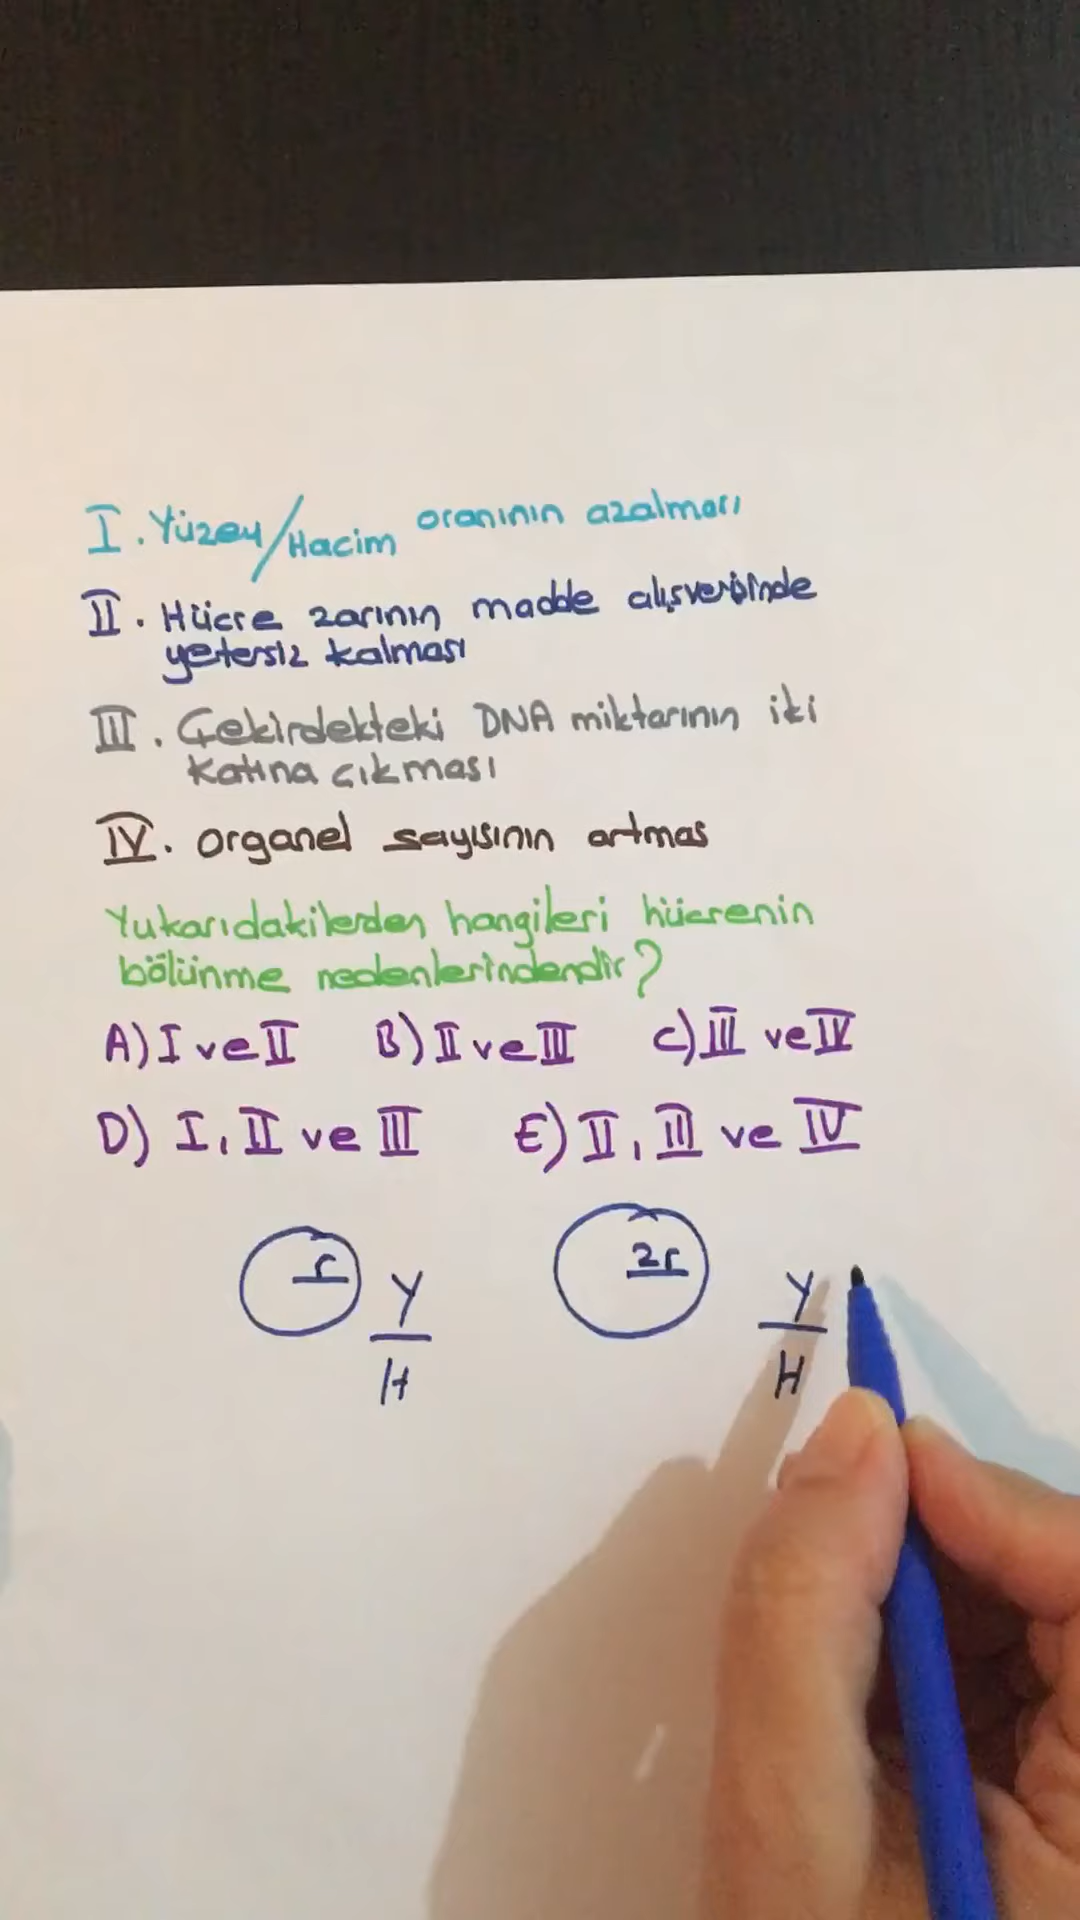 I. Yüzey/Hacim oranının azalması
II. Hücre zarının madde alışverişinde
yetersiz kalması
III. Çekirdekteki DNA miktarının iki
katına çıkması
IV. organel sayısının artmas
Yukarıdakilerden hangileri hücrenin
bölünme nedenlerindendir?
A) I ve II B) II ve III C) III ve IV
D) I, II ve III E) II, III ve IV
r Y/H 2r Y/H